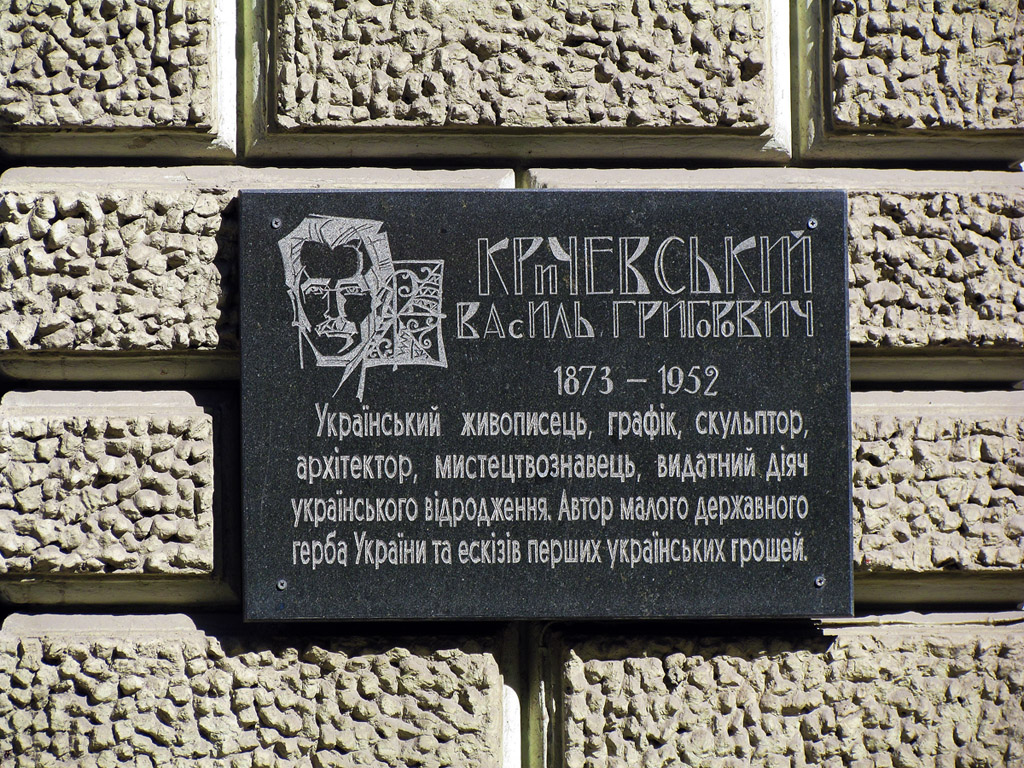 КРИЧЕВСЬКИЙ
ВАСИЛЬ ГРИГОРОВИЧ
1873 – 1952
Український живописець, графік, скульптор,
архітектор, мистецтвознавець, видатний діяч
українського відродження. Автор малого державного
герба України та ескізів перших українських грошей.